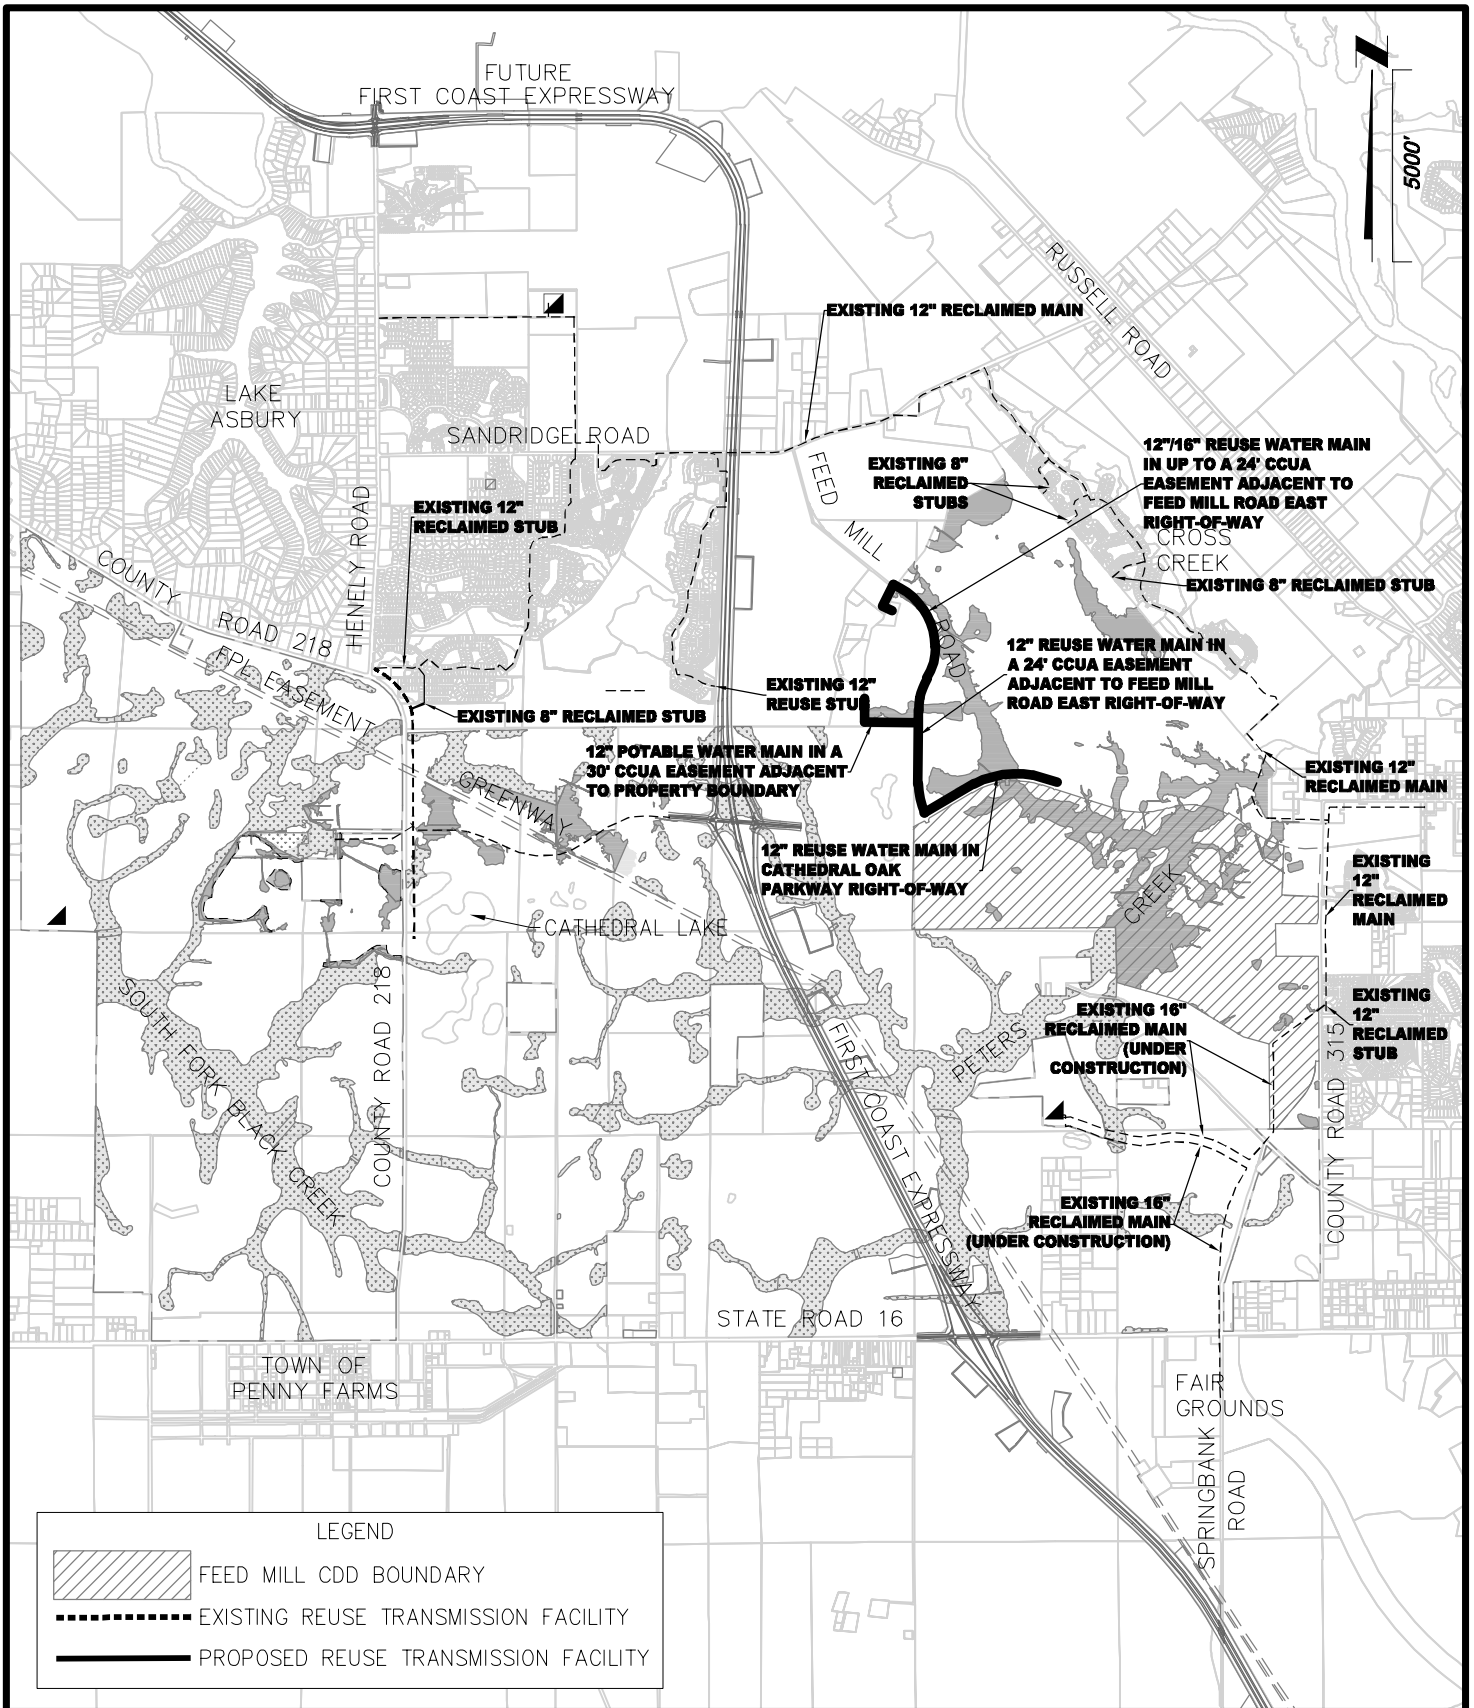 FUTURE
FIRST COAST EXPRESSWAY
N
5000'
RUSSELL ROAD
EXISTING 12" RECLAIMED MAIN
LAKE
ASBURY
SANDRIDGE ROAD
12"/16" REUSE WATER MAIN
IN UP TO A 24' CCUA
EASEMENT ADJACENT TO
FEED MILL ROAD EAST
RIGHT-OF-WAY
EXISTING 8"
RECLAIMED
STUBS
FEED
MILL
ROAD
EXISTING 12"
RECLAIMED STUB
HENELY ROAD
CROSS
CREEK
EXISTING 8" RECLAIMED STUB
COUNTY
ROAD 218
FPL EASEMENT
12" REUSE WATER MAIN IN
A 24' CCUA EASEMENT
ADJACENT TO FEED MILL
ROAD EAST RIGHT-OF-WAY
EXISTING 12"
REUSE STUB
EXISTING 8" RECLAIMED STUB
12" POTABLE WATER MAIN IN A
30' CCUA EASEMENT ADJACENT
TO PROPERTY BOUNDARY
EXISTING 12"
RECLAIMED MAIN
GREENWAY
12" REUSE WATER MAIN IN
CATHEDRAL OAK
PARKWAY RIGHT-OF-WAY
EXISTING
12"
RECLAIMED
MAIN
CREEK
CATHEDRAL LAKE
SOUTH FORK BLACK CREEK
COUNTY ROAD 218
FIRST COAST EXPRESSWAY
PETERS
EXISTING 16"
RECLAIMED MAIN
(UNDER
CONSTRUCTION)
EXISTING
12"
RECLAIMED
STUB
COUNTY ROAD 315
EXISTING 16"
RECLAIMED MAIN
(UNDER CONSTRUCTION)
STATE ROAD 16
TOWN OF
PENNY FARMS
FAIR
GROUNDS
SPRINGBANK
ROAD
LEGEND
FEED MILL CDD BOUNDARY
EXISTING REUSE TRANSMISSION FACILITY
PROPOSED REUSE TRANSMISSION FACILITY